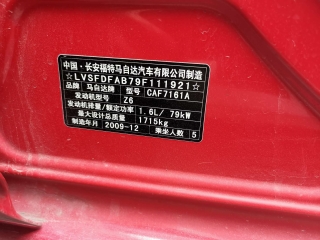 中国·长安福特马自达汽车有限公司制造
☆LVSFDFAB79F111921☆
品牌 马自达牌 型号 CAF7161A
发动机型号 Z6
发动机排量/额定功率 1.6L/79kW
最大设计总质量 1715kg
制造年月 2009-12 乘坐人数 5